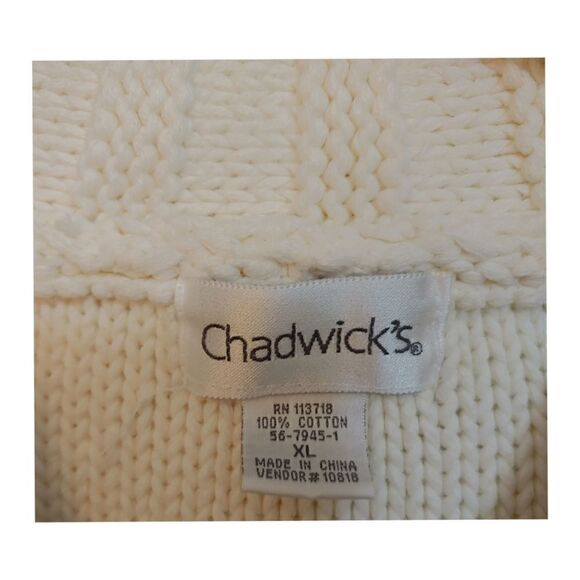 Chadwick's®
RN 113718
100% COTTON
56-7945-1
XL
MADE IN CHINA
VENDOR# 10818